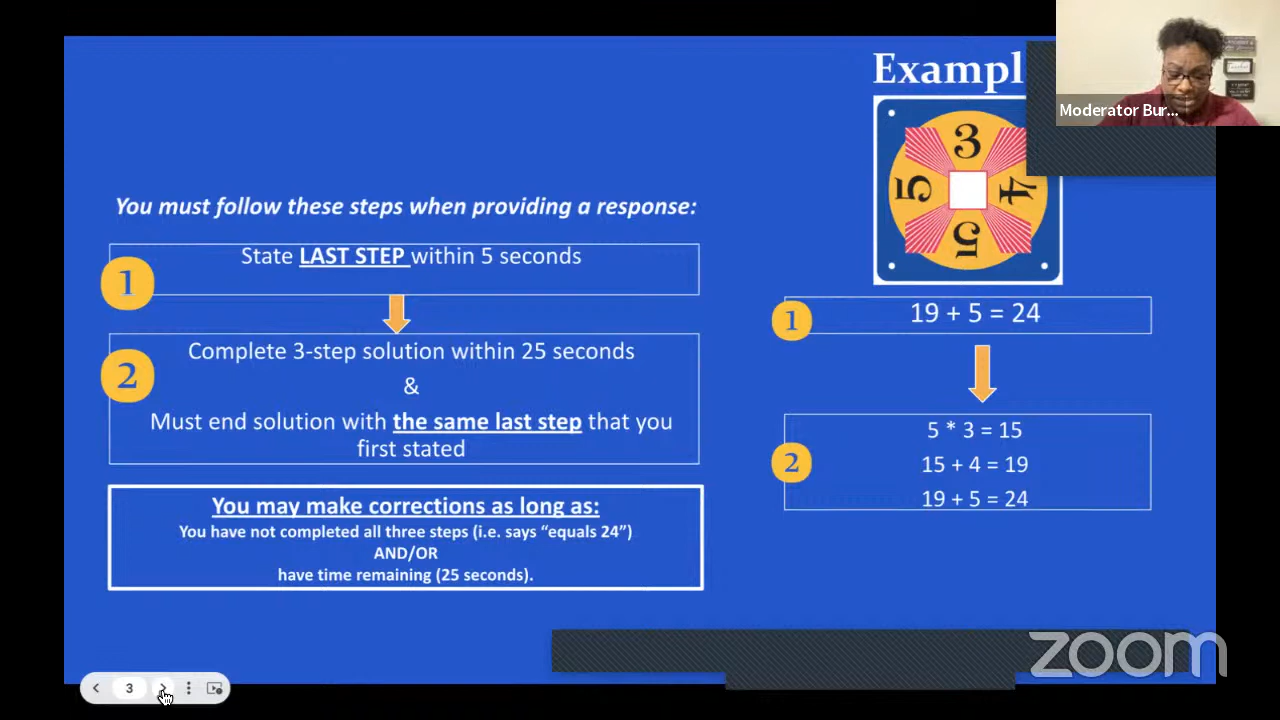 Exampl
Moderator Bur...
3
5
4
5
You must follow these steps when providing a response:
1
State LAST STEP within 5 seconds
2
Complete 3-step solution within 25 seconds
&
Must end solution with the same last step that you
first stated
You may make corrections as long as:
You have not completed all three steps (i.e. says “equals 24”)
AND/OR
have time remaining (25 seconds).
1
19 + 5 = 24
2
5 * 3 = 15
15 + 4 = 19
19 + 5 = 24
zoom
3